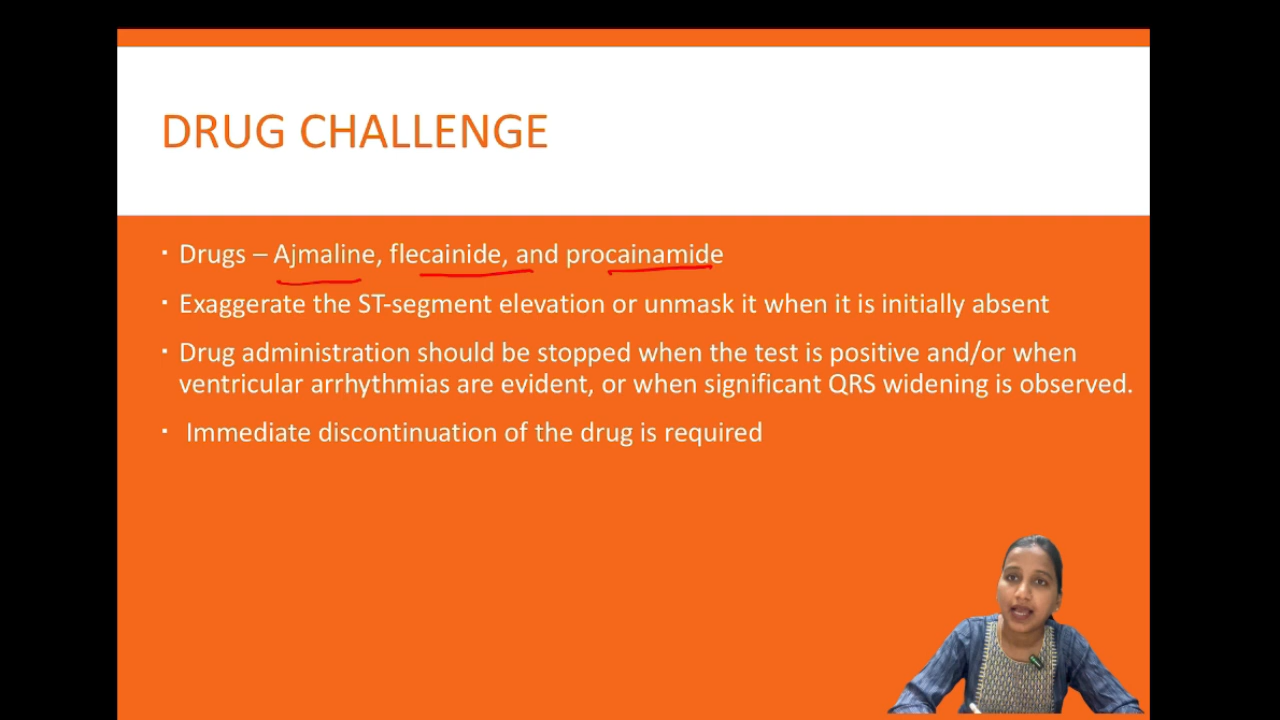 DRUG CHALLENGE
▪ Drugs – Ajmaline, flecainide, and procainamide
▪ Exaggerate the ST-segment elevation or unmask it when it is initially absent
▪ Drug administration should be stopped when the test is positive and/or when
ventricular arrhythmias are evident, or when significant QRS widening is observed.
▪ Immediate discontinuation of the drug is required